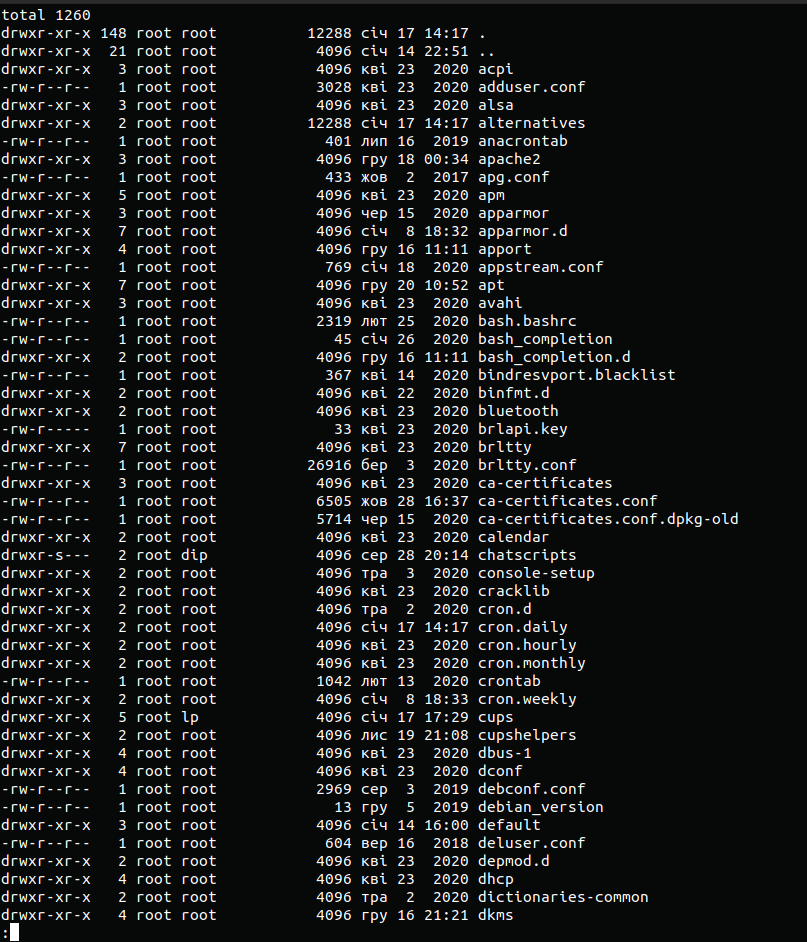 total 1260
drwxr-xr-x 148 root root          12288 січ 17 14:17 .
drwxr-xr-x  21 root root           4096 січ 14 22:51 ..
drwxr-xr-x   3 root root           4096 кві 23  2020 acpi
-rw-r--r--   1 root root           3028 кві 23  2020 adduser.conf
drwxr-xr-x   3 root root           4096 кві 23  2020 alsa
drwxr-xr-x   2 root root          12288 січ 17 14:17 alternatives
-rw-r--r--   1 root root            401 лип 16  2019 anacrontab
drwxr-xr-x   3 root root           4096 гру 18 00:34 apache2
-rw-r--r--   1 root root            433 жов  2  2017 apg.conf
drwxr-xr-x   5 root root           4096 кві 23  2020 apm
drwxr-xr-x   3 root root           4096 чер 15  2020 apparmor
drwxr-xr-x   7 root root           4096 січ  8 18:32 apparmor.d
drwxr-xr-x   4 root root           4096 гру 16 11:11 apport
-rw-r--r--   1 root root            769 січ 18  2020 appstream.conf
drwxr-xr-x   7 root root           4096 гру 20 10:52 apt
drwxr-xr-x   3 root root           4096 кві 23  2020 avahi
-rw-r--r--   1 root root           2319 лют 25  2020 bash.bashrc
-rw-r--r--   1 root root             45 січ 26  2020 bash_completion
drwxr-xr-x   2 root root           4096 гру 16 11:11 bash_completion.d
-rw-r--r--   1 root root            367 кві 14  2020 bindresvport.blacklist
drwxr-xr-x   2 root root           4096 кві 22  2020 binfmt.d
drwxr-xr-x   2 root root           4096 кві 23  2020 bluetooth
-rw-r-----   1 root root             33 кві 23  2020 brlapi.key
drwxr-xr-x   7 root root           4096 кві 23  2020 brltty
-rw-r--r--   1 root root          26916 бер  3  2020 brltty.conf
drwxr-xr-x   3 root root           4096 кві 23  2020 ca-certificates
-rw-r--r--   1 root root           6505 жов 28 16:37 ca-certificates.conf
-rw-r--r--   1 root root           5714 чер 15  2020 ca-certificates.conf.dpkg-old
drwxr-xr-x   2 root root           4096 кві 23  2020 calendar
drwxr-s---   2 root dip            4096 сер 28 20:14 chatscripts
drwxr-xr-x   2 root root           4096 тра  3  2020 console-setup
drwxr-xr-x   2 root root           4096 кві 23  2020 cracklib
drwxr-xr-x   2 root root           4096 тра  2  2020 cron.d
drwxr-xr-x   2 root root           4096 січ 17 14:17 cron.daily
drwxr-xr-x   2 root root           4096 кві 23  2020 cron.hourly
drwxr-xr-x   2 root root           4096 кві 23  2020 cron.monthly
-rw-r--r--   1 root root           1042 лют 13  2020 crontab
drwxr-xr-x   2 root root           4096 січ  8 18:33 cron.weekly
drwxr-xr-x   5 root lp             4096 січ 17 17:29 cups
drwxr-xr-x   2 root root           4096 лис 19 21:08 cupshelpers
drwxr-xr-x   4 root root           4096 кві 23  2020 dbus-1
drwxr-xr-x   4 root root           4096 кві 23  2020 dconf
-rw-r--r--   1 root root           2969 сер  3  2019 debconf.conf
-rw-r--r--   1 root root             13 гру  5  2019 debian_version
drwxr-xr-x   3 root root           4096 січ 14 16:00 default
-rw-r--r--   1 root root            604 вер 16  2018 deluser.conf
drwxr-xr-x   2 root root           4096 кві 23  2020 depmod.d
drwxr-xr-x   4 root root           4096 кві 23  2020 dhcp
drwxr-xr-x   2 root root           4096 тра  2  2020 dictionaries-common
drwxr-xr-x   4 root root           4096 гру 16 21:21 dkms
: